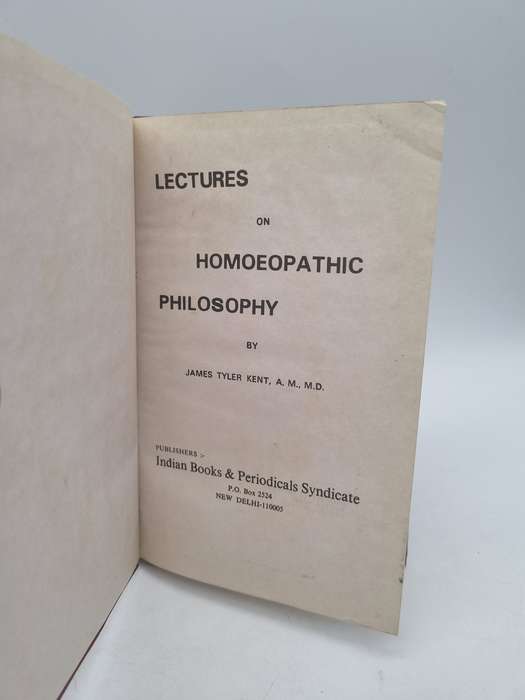 LECTURES
ON
HOMOEOPATHIC
PHILOSOPHY
BY
JAMES TYLER KENT, A. M., M.D.
PUBLISHERS :-
Indian Books & Periodicals Syndicate
P.O. Box 2524
NEW DELHI-110005